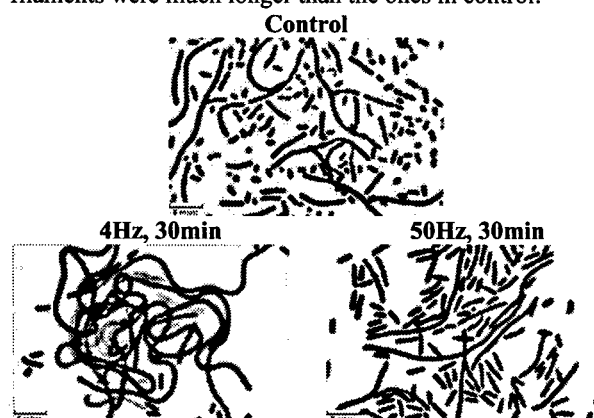 filaments were much longer than the ones in control.
Control
4Hz, 30min
50Hz, 30min